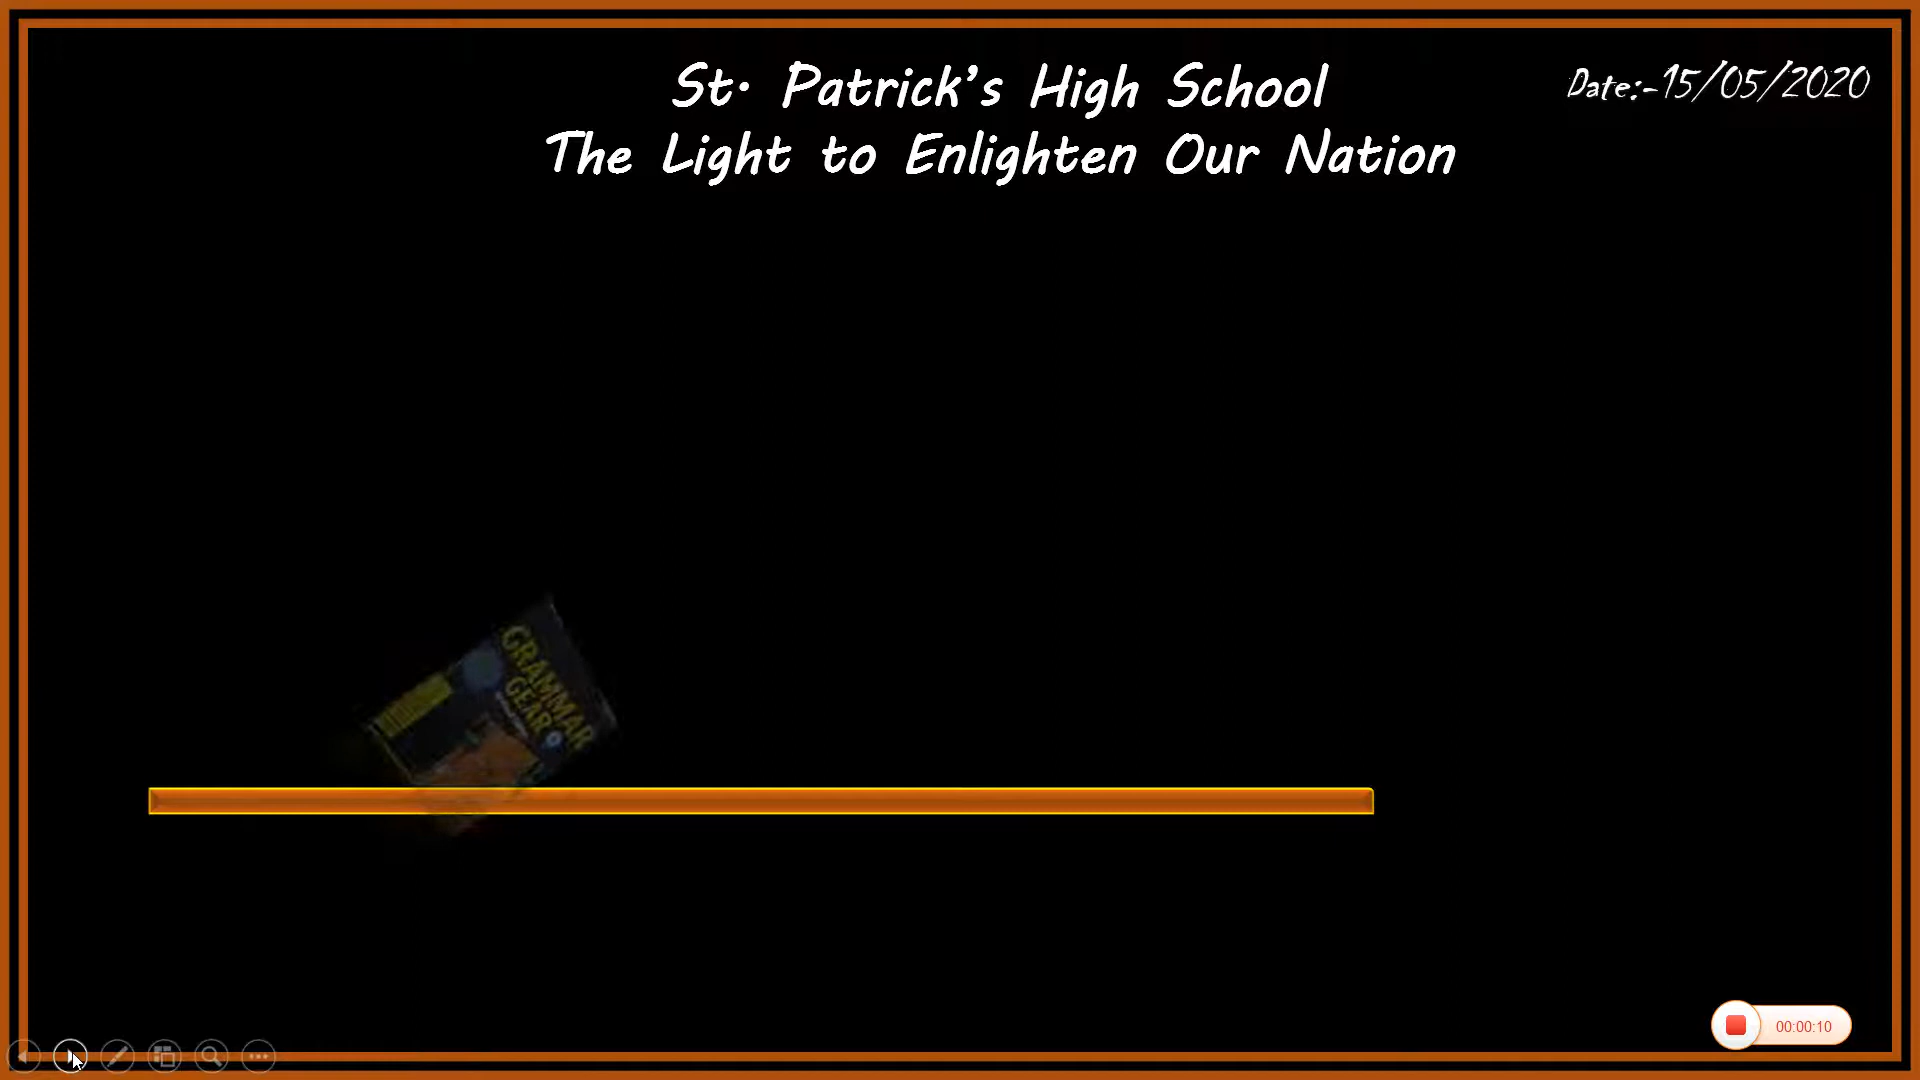 St. Patrick's High School
Date:-15/05/2020
The Light to Enlighten Our Nation
GRAMMAR
GEAR
00:00:10